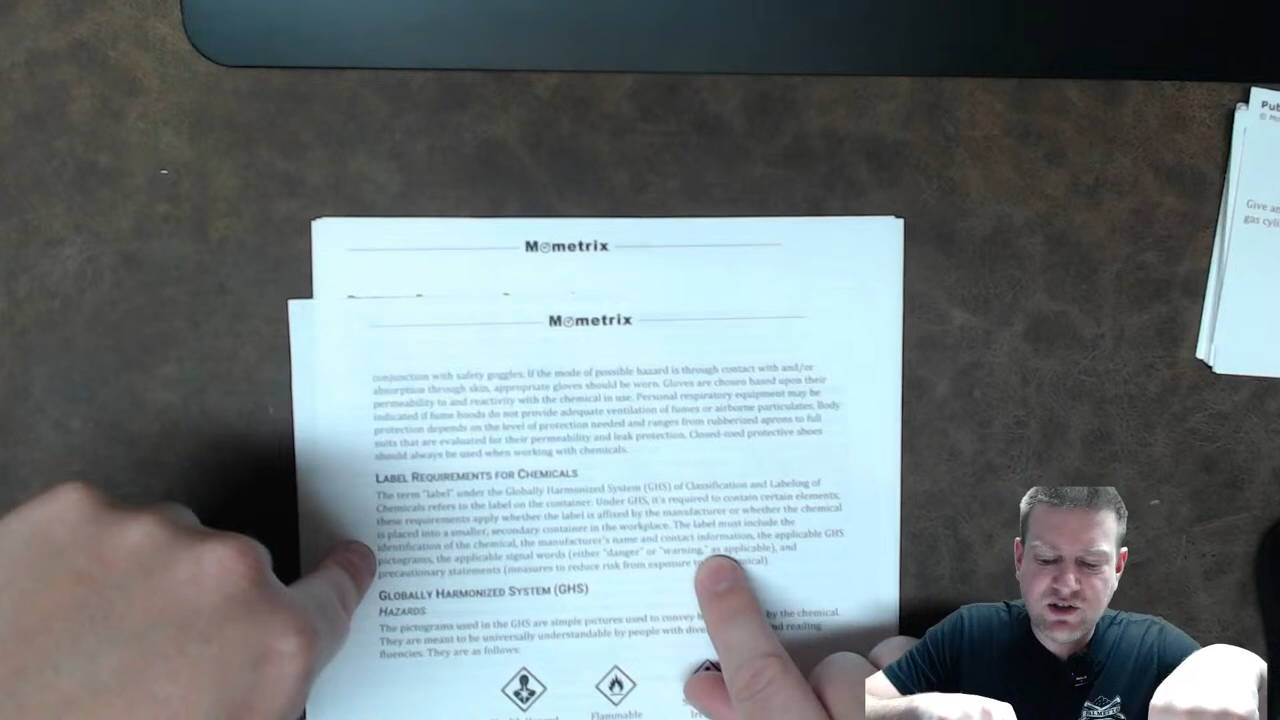 Mometrix
Mometrix
conjunction with safety goggles. If the mode of possible hazard is through contact with and/or
absorption through skin, appropriate gloves should be worn. Gloves are chosen based upon their
permeability to and reactivity with the chemical in use. Personal respiratory equipment may be
indicated if fume hoods do not provide adequate ventilation of fumes or airborne particulates. Body
protection depends on the level of protection needed and ranges from rubberized aprons to full
suits that are evaluated for their permeability and leak protection. Closed-toed protective shoes
should always be used when working with chemicals.
LABEL REQUIREMENTS FOR CHEMICALS
The term "label" under the Globally Harmonized System (GHS) of Classification and Labeling of
Chemicals refers to the label on the container. Under GHS, it's required to contain certain elements,
these requirements apply whether the label is affixed by the manufacturer or whether the chemical
is placed into a smaller, secondary container in the workplace. The label must include the
identification of the chemical, the manufacturer's name and contact information, the applicable GHS
pictograms, the applicable signal words (either "danger" or "warning," as applicable), and
precautionary statements (measures to reduce risk from exposure
GLOBALLY HARMONIZED SYSTEM (GHS)
HAZARDS
The pictograms used in the GHS are simple pictures used to convey by the chemical.
They are meant to be universally understandable by people with and reading
fluencies. They are as follows:
Flammable
Pub
Give an
gas cyli